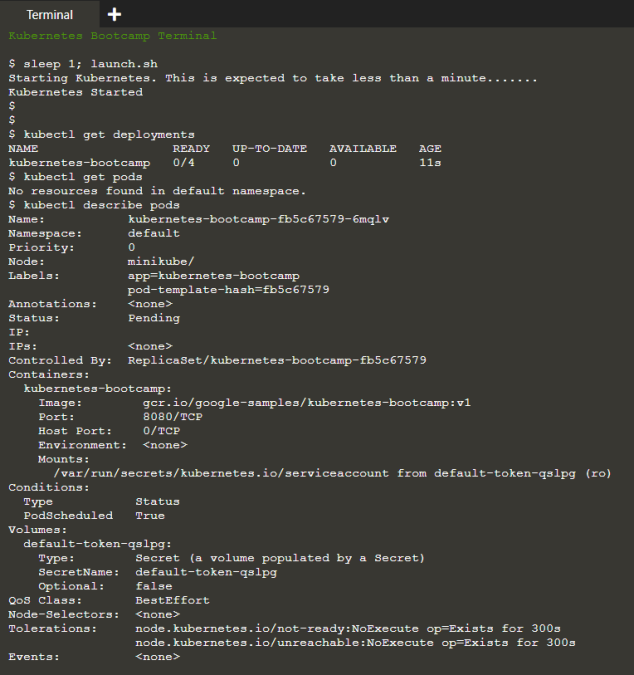 Terminal
Kubernetes Bootcamp Terminal
$ sleep 1; launch.sh
Starting Kubernetes. This is expected to take less than a minute.......
Kubernetes Started
$
$
$ kubectl get deployments
NAME                  READY   UP-TO-DATE   AVAILABLE   AGE
kubernetes-bootcamp   0/4     0            0           11s
$ kubectl get pods
No resources found in default namespace.
$ kubectl describe pods
Name:           kubernetes-bootcamp-fb5c67579-6mqlv
Namespace:      default
Priority:       0
Node:           minikube/
Labels:         app=kubernetes-bootcamp
                pod-template-hash=fb5c67579
Annotations:    <none>
Status:         Pending
IP:
IPs:            <none>
Controlled By:  ReplicaSet/kubernetes-bootcamp-fb5c67579
Containers:
  kubernetes-bootcamp:
    Image:        gcr.io/google-samples/kubernetes-bootcamp:v1
    Port:         8080/TCP
    Host Port:    0/TCP
    Environment:  <none>
    Mounts:
      /var/run/secrets/kubernetes.io/serviceaccount from default-token-qslpg (ro)
Conditions:
  Type           Status
  PodScheduled   True
Volumes:
  default-token-qslpg:
    Type:        Secret (a volume populated by a Secret)
    SecretName:  default-token-qslpg
    Optional:    false
QoS Class:       BestEffort
Node-Selectors:  <none>
Tolerations:     node.kubernetes.io/not-ready:NoExecute op=Exists for 300s
                 node.kubernetes.io/unreachable:NoExecute op=Exists for 300s
Events:          <none>